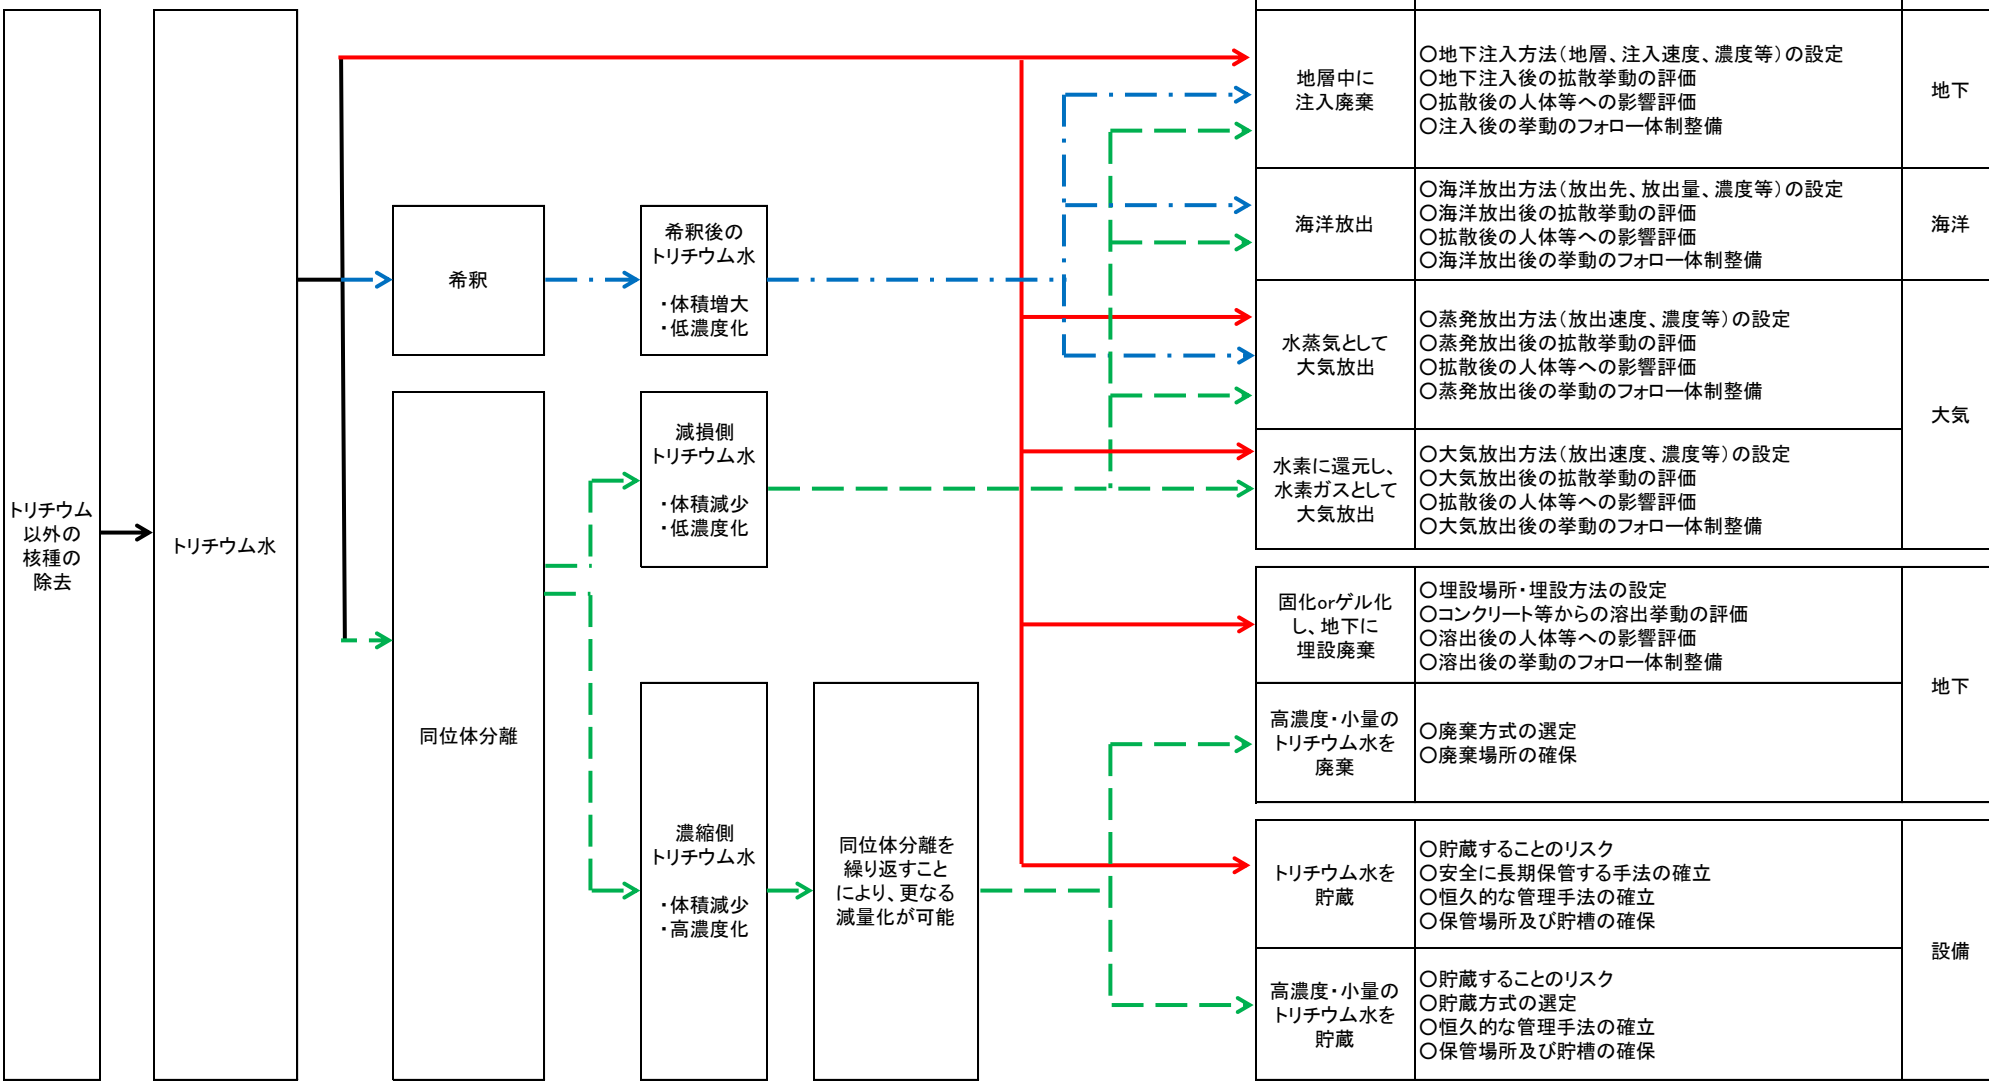 トリチウム
以外の
核種の
除去
トリチウム水
希釈
希釈後の
トリチウム水
・体積増大
・低濃度化
同位体分離
減損側
トリチウム水
・体積減少
・低濃度化
濃縮側
トリチウム水
・体積減少
・高濃度化
同位体分離を
繰り返すこと
により、更なる
減量化が可能
地層中に
注入廃棄
〇地下注入方法（地層、注入速度、濃度等）の設定
〇地下注入後の拡散挙動の評価
〇拡散後の人体等への影響評価
〇注入後の挙動のフォロー体制整備
地下
海洋放出
〇海洋放出方法（放出先、放出量、濃度等）の設定
〇海洋放出後の拡散挙動の評価
〇拡散後の人体等への影響評価
〇海洋放出後の挙動のフォロー体制整備
海洋
水蒸気として
大気放出
〇蒸発放出方法（放出速度、濃度等）の設定
〇蒸発放出後の拡散挙動の評価
〇拡散後の人体等への影響評価
〇蒸発放出後の挙動のフォロー体制整備
大気
水素に還元し、
水素ガスとして
大気放出
〇大気放出方法（放出速度、濃度等）の設定
〇大気放出後の拡散挙動の評価
〇拡散後の人体等への影響評価
〇大気放出後の挙動のフォロー体制整備
固化orゲル化
し、地下に
埋設廃棄
〇埋設場所・埋設方法の設定
〇コンクリート等からの溶出挙動の評価
〇溶出後の人体等への影響評価
〇溶出後の挙動のフォロー体制整備
地下
高濃度・小量の
トリチウム水を
廃棄
〇廃棄方式の選定
〇廃棄場所の確保
トリチウム水を
貯蔵
〇貯蔵することのリスク
〇安全に長期保管する手法の確立
〇恒久的な管理手法の確立
〇保管場所及び貯槽の確保
設備
高濃度・小量の
トリチウム水を
貯蔵
〇貯蔵することのリスク
〇貯蔵方式の選定
〇恒久的な管理手法の確立
〇保管場所及び貯槽の確保